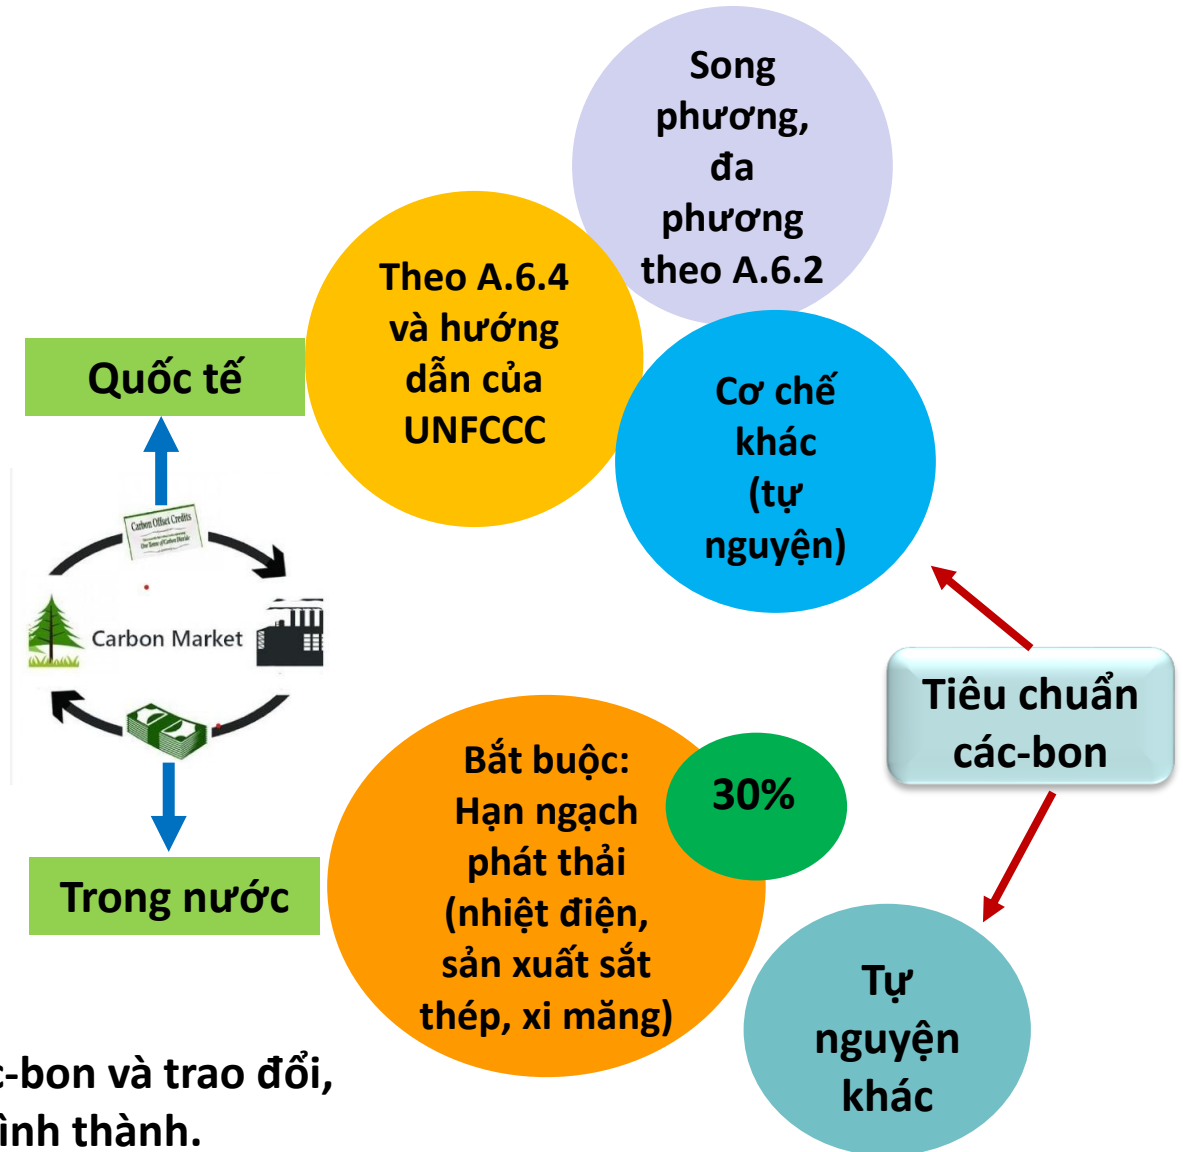 Song
phương,
đa
phương
theo A.6.2
Theo A.6.4
và hướng
dẫn của
UNFCCC
Quốc tế
Cơ chế
khác
(tự
nguyện)
Carbon Offset Credits
Carbon Market
Tiêu chuẩn
các-bon
Bắt buộc:
Hạn ngạch
phát thải
(nhiệt điện,
sản xuất sắt
thép, xi măng)
30%
Trong nước
Tự
nguyện
khác
c-bon và trao đổi,
ình thành.